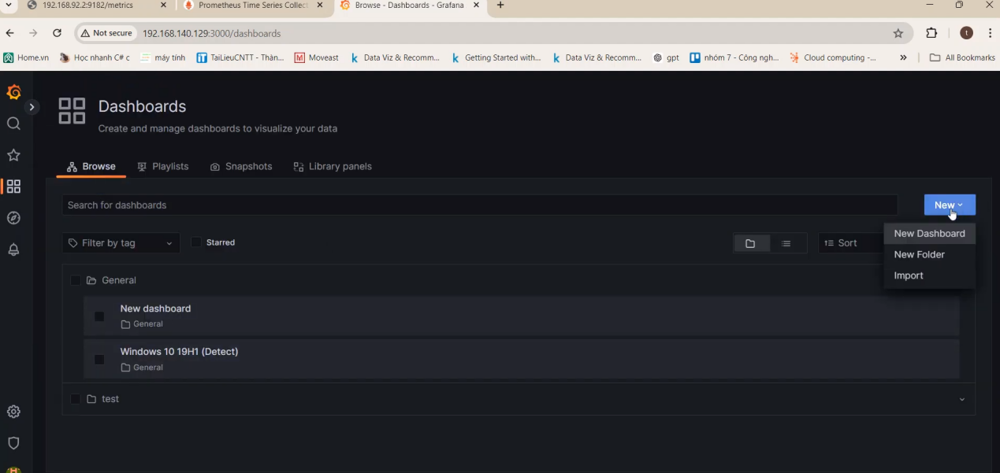 192.168.92.2:9182/metrics
Prometheus Time Series Collect
Browse - Dashboards - Grafana
Not secure
192.168.140.129:3000/dashboards
t
Home.vn
Học nhanh C# c
máy tính
TaiLieuCNTT - Thàn...
Moveast
Data Viz & Recomm...
Getting Started with...
Data Viz & Recomm...
gpt
nhóm 7 - Công ngh...
Cloud computing -...
All Bookmarks
Dashboards
Create and manage dashboards to visualize your data
Browse
Playlists
Snapshots
Library panels
Search for dashboards
New
Filter by tag
Starred
Sort
New Dashboard
New Folder
Import
General
New dashboard
General
Windows 10 19H1 (Detect)
General
test